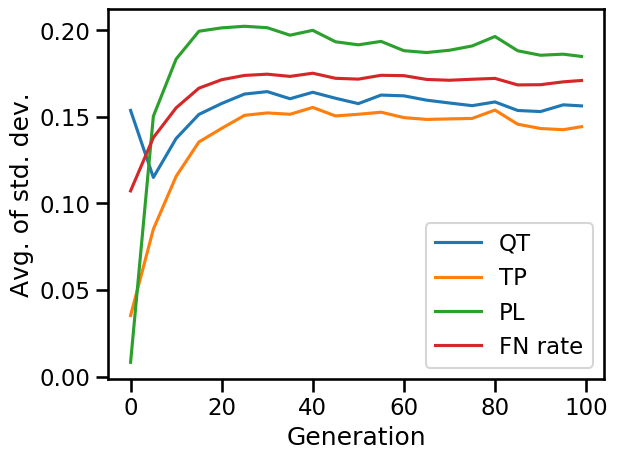 Avg. of std. dev.
0.20
0.15
0.10
0.05
0.00
0 20 40 60 80 100
Generation
QT
TP
PL
FN rate